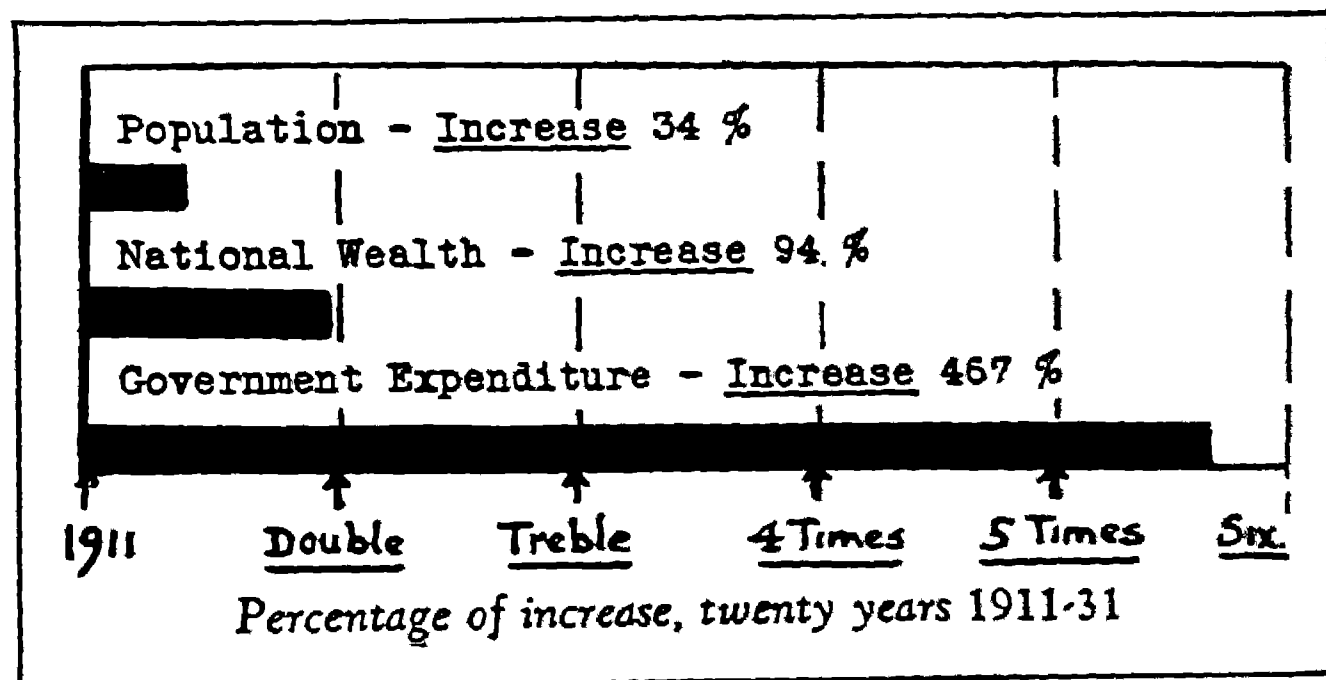 Population - Increase 34 %
National Wealth - Increase 94. %
Government Expenditure - Increase 467 %
1911 Double Treble 4 Times 5 Times Six.
Percentage of increase, twenty years 1911-31